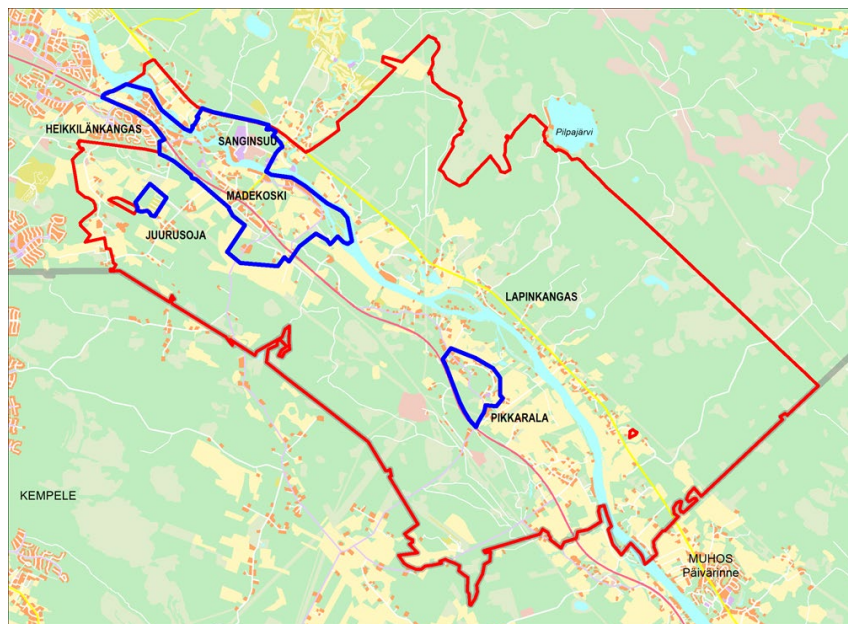 HEIKKILÄNKANGAS
SANGINSUU
Pilpajärvi
MADEKOSKI
JUURUSOJA
LAPINKANGAS
PIKKARALA
KEMPELE
MUHOS
Päivärinne